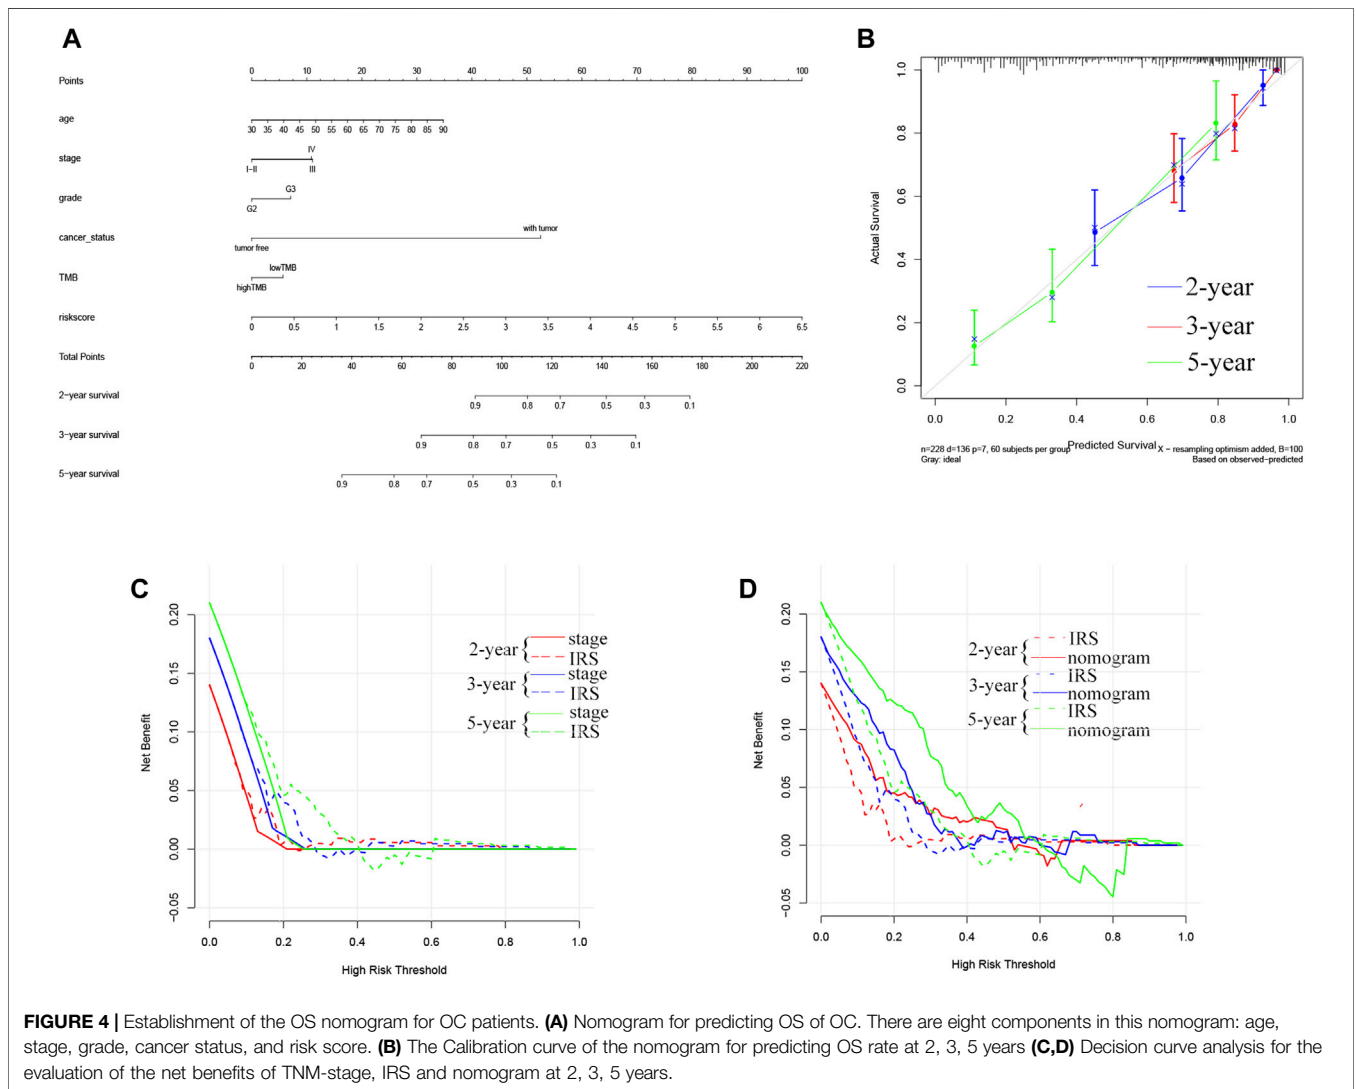 A
Points
0 10 20 30 40 50 60 70 80 90 100
age
30 35 40 45 50 55 60 65 70 75 80 85 90
stage
IV
I−II III
grade
G3
G2
cancer_status
with tumor
tumor free
TMB
lowTMB
highTMB
riskscore
0 0.5 1 1.5 2 2.5 3 3.5 4 4.5 5 5.5 6 6.5
Total Points
0 20 40 60 80 100 120 140 160 180 200 220
2−year survival
0.9 0.8 0.7 0.5 0.3 0.1
3−year survival
0.9 0.8 0.7 0.5 0.3 0.1
5−year survival
0.9 0.8 0.7 0.5 0.3 0.1
B
Actual Survival
1.0
0.8
0.6
0.4
0.2
0.0
2-year
3-year
5-year
0.0 0.2 0.4 0.6 0.8 1.0
Predicted Survival
n=228 d=136 p=7, 60 subjects per group
Gray: ideal
X − resampling optimism added, B=100
Based on observed−predicted
C
Net Benefit
0.20
0.15
0.10
0.05
0.00
−0.05
2-year { stage
IRS
3-year { stage
IRS
5-year { stage
IRS
0.0 0.2 0.4 0.6 0.8 1.0
High Risk Threshold
D
Net Benefit
0.20
0.15
0.10
0.05
0.00
−0.05
2-year { IRS
nomogram
3-year { IRS
nomogram
5-year { IRS
nomogram
0.0 0.2 0.4 0.6 0.8 1.0
High Risk Threshold
FIGURE 4 | Establishment of the OS nomogram for OC patients. (A) Nomogram for predicting OS of OC. There are eight components in this nomogram: age,
stage, grade, cancer status, and risk score. (B) The Calibration curve of the nomogram for predicting OS rate at 2, 3, 5 years (C,D) Decision curve analysis for the
evaluation of the net benefits of TNM-stage, IRS and nomogram at 2, 3, 5 years.